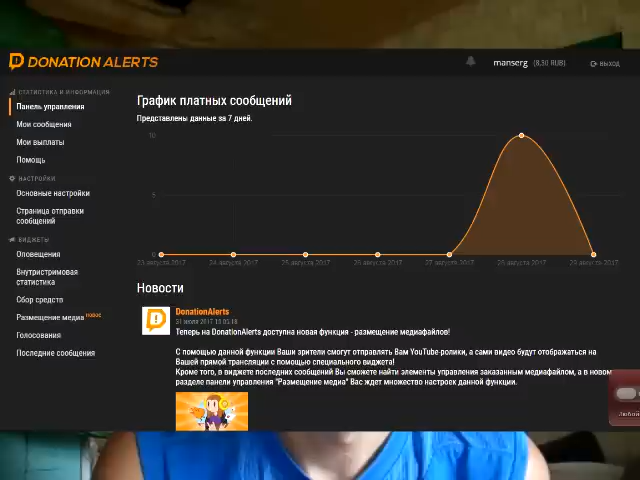 DONATION ALERTS
manserg (8,30 RUB)
ВЫХОД
СТАТИСТИКА И ИНФОРМАЦИЯ
Панель управления
Мои сообщения
Мои выплаты
Помощь
НАСТРОЙКИ
Основные настройки
Страница отправки
сообщений
ВИДЖЕТЫ
Оповещения
Внутристримовая
статистика
Сбор средств
Размещение медиа НОВОЕ
Голосования
Последние сообщения
График платных сообщений
Представлены данные за 7 дней.
10
5
0
23 августа 2017
24 августа 2017
25 августа 2017
26 августа 2017
27 августа 2017
28 августа 2017
29 августа 2017
Новости
DonationAlerts
31 июля 2017
Теперь на DonationAlerts доступна новая функция - размещение медиафайлов!
С помощью данной функции Ваши зрители смогут отправлять Вам YouTube-ролики, а сами видео будут отображаться на
Вашей прямой трансляции с помощью специального виджета!
Кроме того, в виджете последних сообщений Вы сможете найти элементы управления заказанным медиафайлом, а в новом
разделе панели управления "Размещение медиа" Вас ждет множество настроек данной функции.
Любой